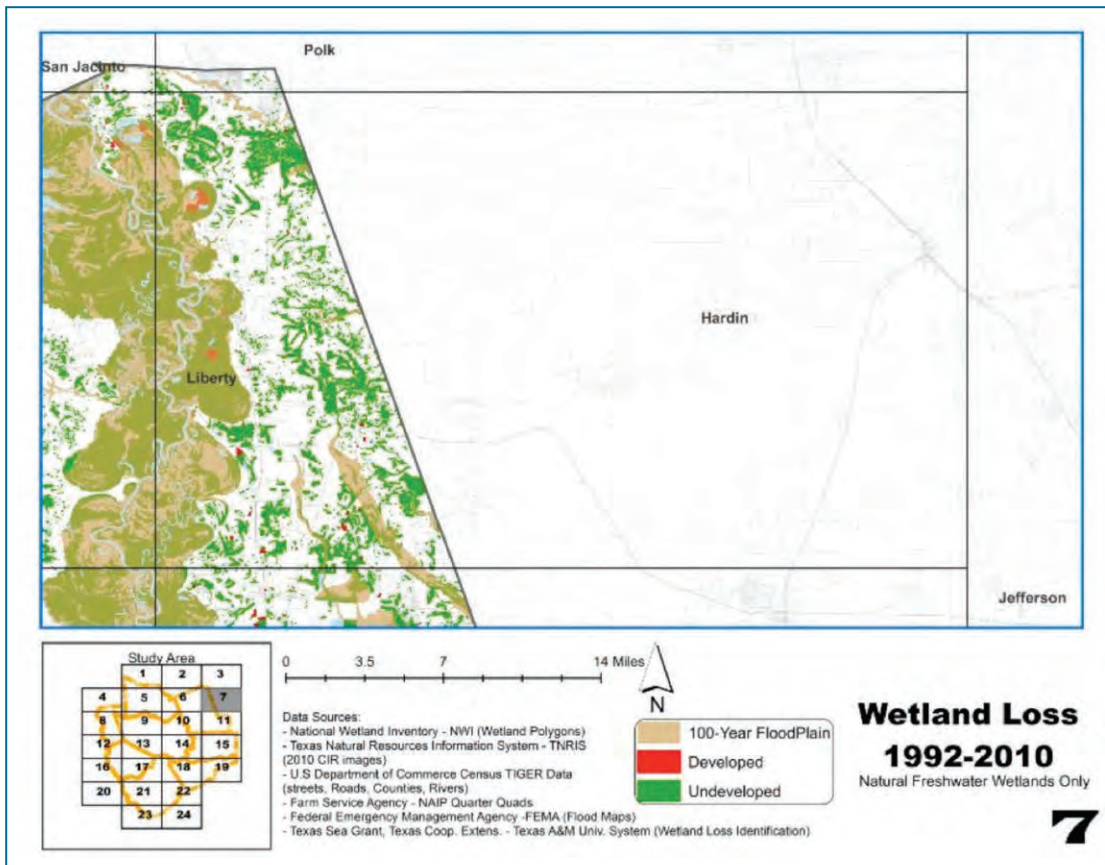 Polk
San Jacinto
Hardin
Liberty
Jefferson
Study Area
1 2 3
4 5 6 7
8 9 10 11
12 13 14 15
16 17 18 19
20 21 22
23 24
0 3.5 7 14 Miles
N
Data Sources:
- National Wetland Inventory - NWI (Wetland Polygons)
- Texas Natural Resources Information System - TNRIS
(2010 CIR images)
- U.S Department of Commerce Census TIGER Data
(streets, Roads, Counties, Rivers)
- Farm Service Agency - NAIP Quarter Quads
- Federal Emergency Management Agency -FEMA (Flood Maps)
- Texas Sea Grant, Texas Coop. Extens. - Texas A&M Univ. System (Wetland Loss Identification)
100-Year FloodPlain
Developed
Undeveloped
Wetland Loss
1992-2010
Natural Freshwater Wetlands Only
7